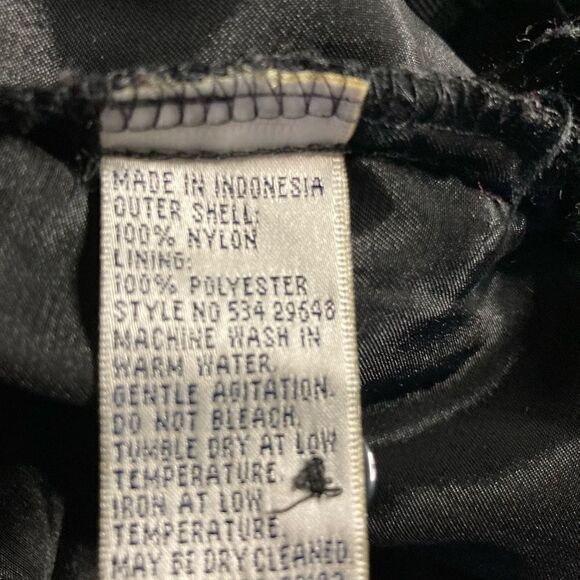 MADE IN INDONESIA
OUTER SHELL:
100% NYLON
LINING:
100% POLYESTER
STYLE NO 534 29648
MACHINE WASH IN
WARM WATER.
GENTLE AGITATION.
DO NOT BLEACH.
TUMBLE DRY AT LOW
TEMPERATURE.
IRON AT LOW
TEMPERATURE.
MAY BE DRY CLEANED.